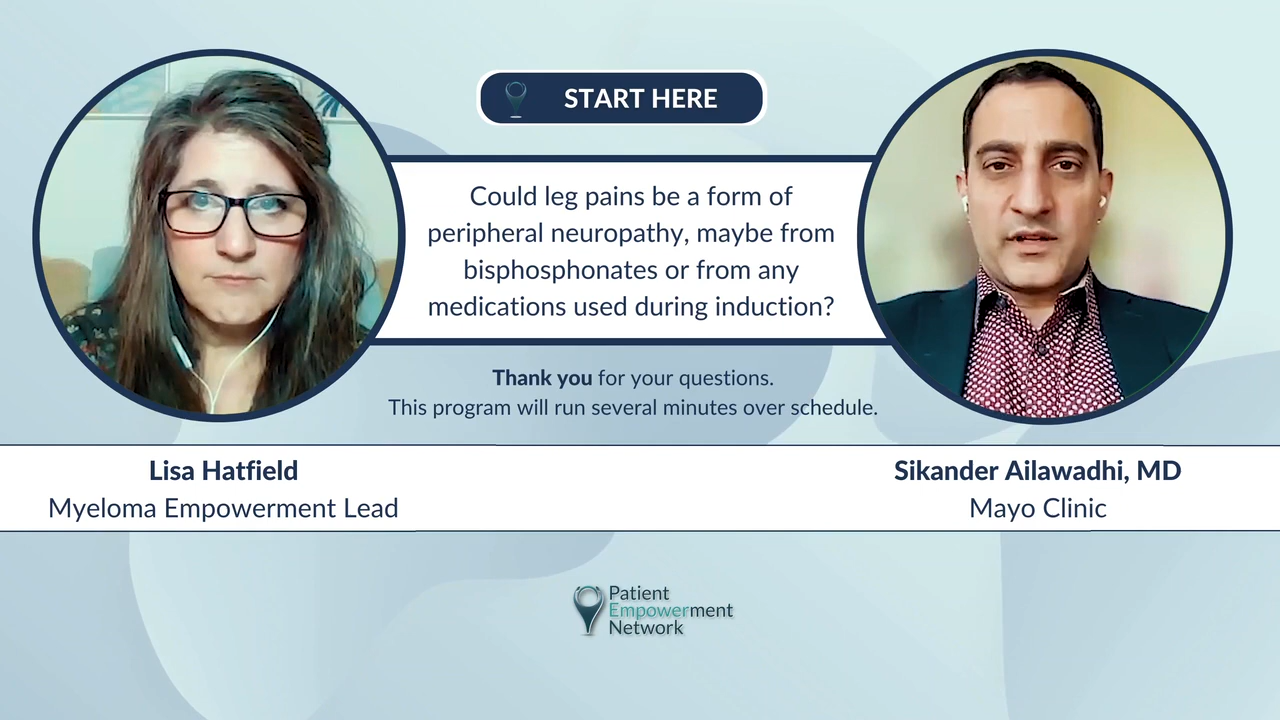 START HERE
Could leg pains be a form of
peripheral neuropathy, maybe from
bisphosphonates or from any
medications used during induction?
Thank you for your questions.
This program will run several minutes over schedule.
Lisa Hatfield
Myeloma Empowerment Lead
Sikander Ailawadhi, MD
Mayo Clinic
Patient
Empowerment
Network